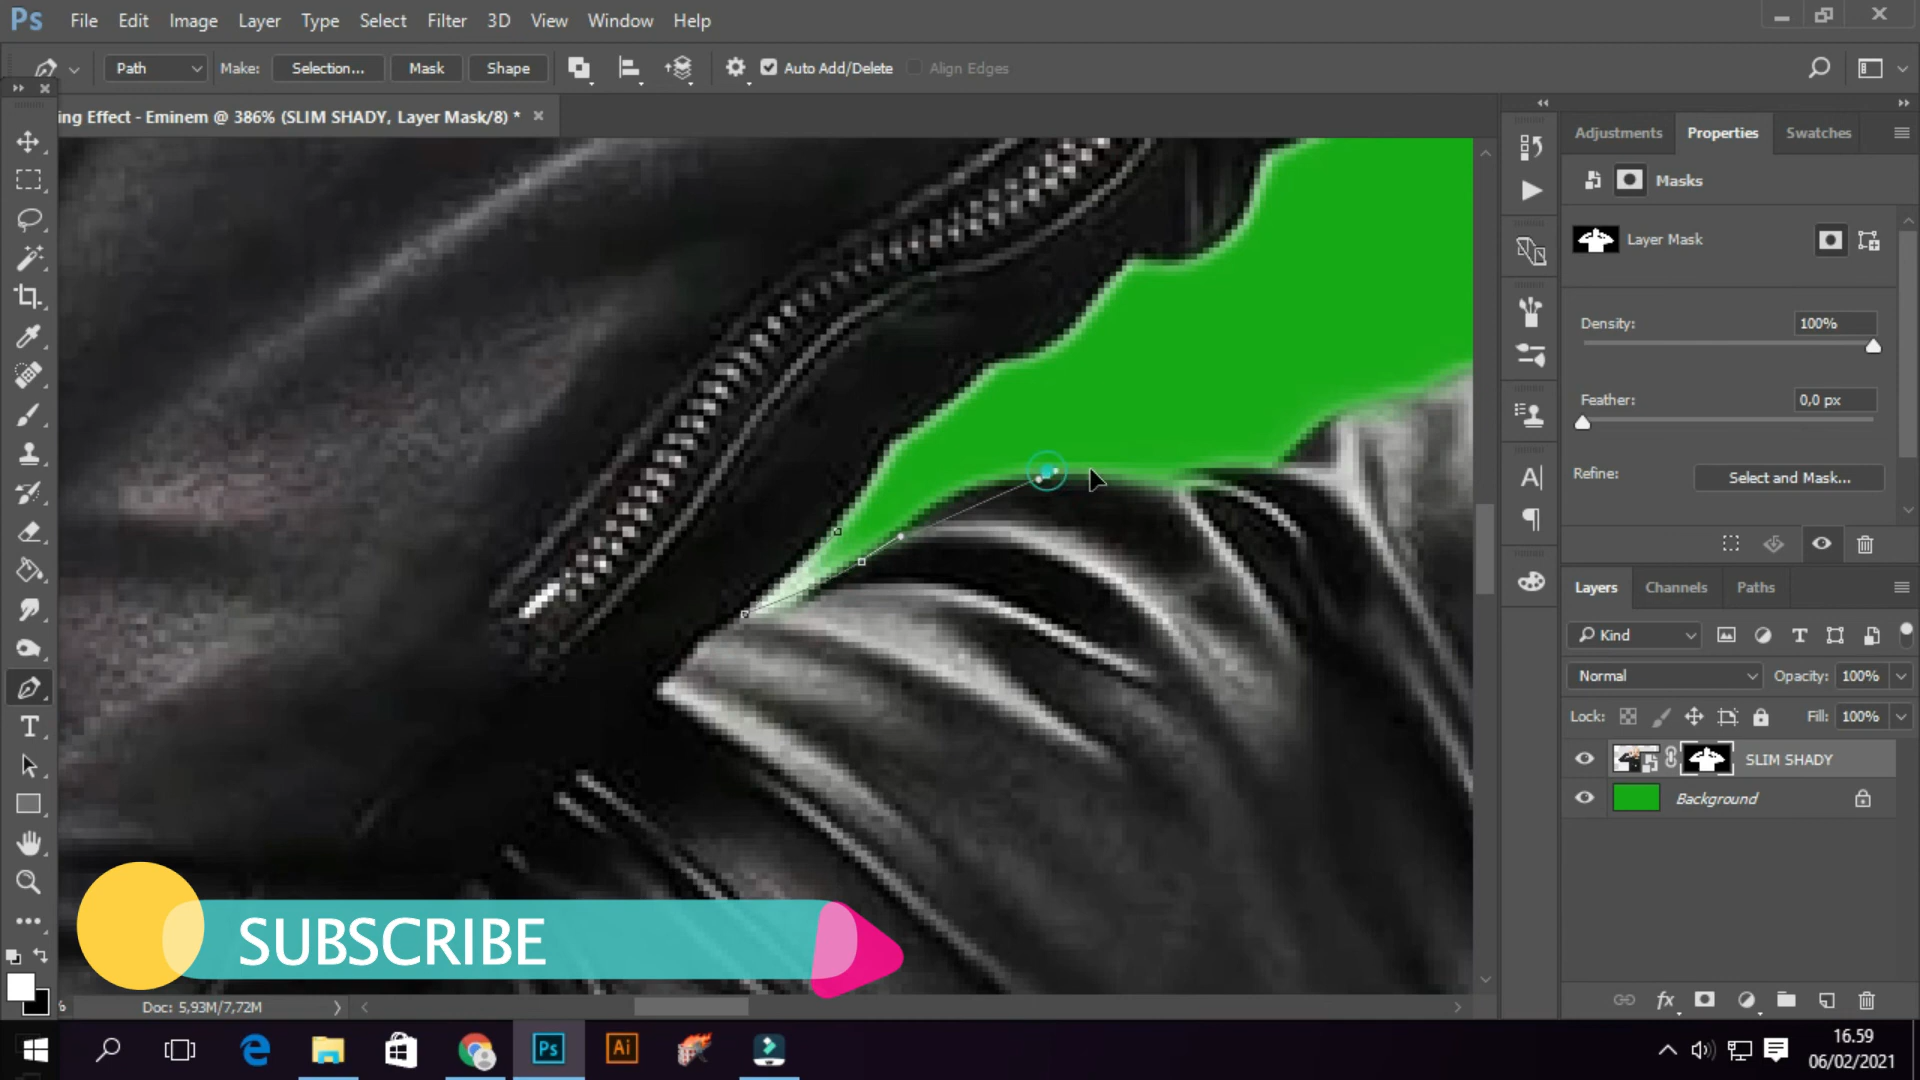 Ps File Edit Image Layer Type Select Filter 3D View Window Help
Path Make: Selection... Mask Shape Auto Add/Delete Align Edges
ing Effect - Eminem @ 386% (SLIM SHADY, Layer Mask/8) *
Adjustments Properties Swatches
Masks
Layer Mask
Density: 100%
Feather: 0,0 px
Refine: Select and Mask...
Layers Channels Paths
Kind
Normal Opacity: 100%
Lock: Fill: 100%
SLIM SHADY
Background
SUBSCRIBE
% Doc: 5,93M/7,72M
fx
Ps Ai
16.59
06/02/2021